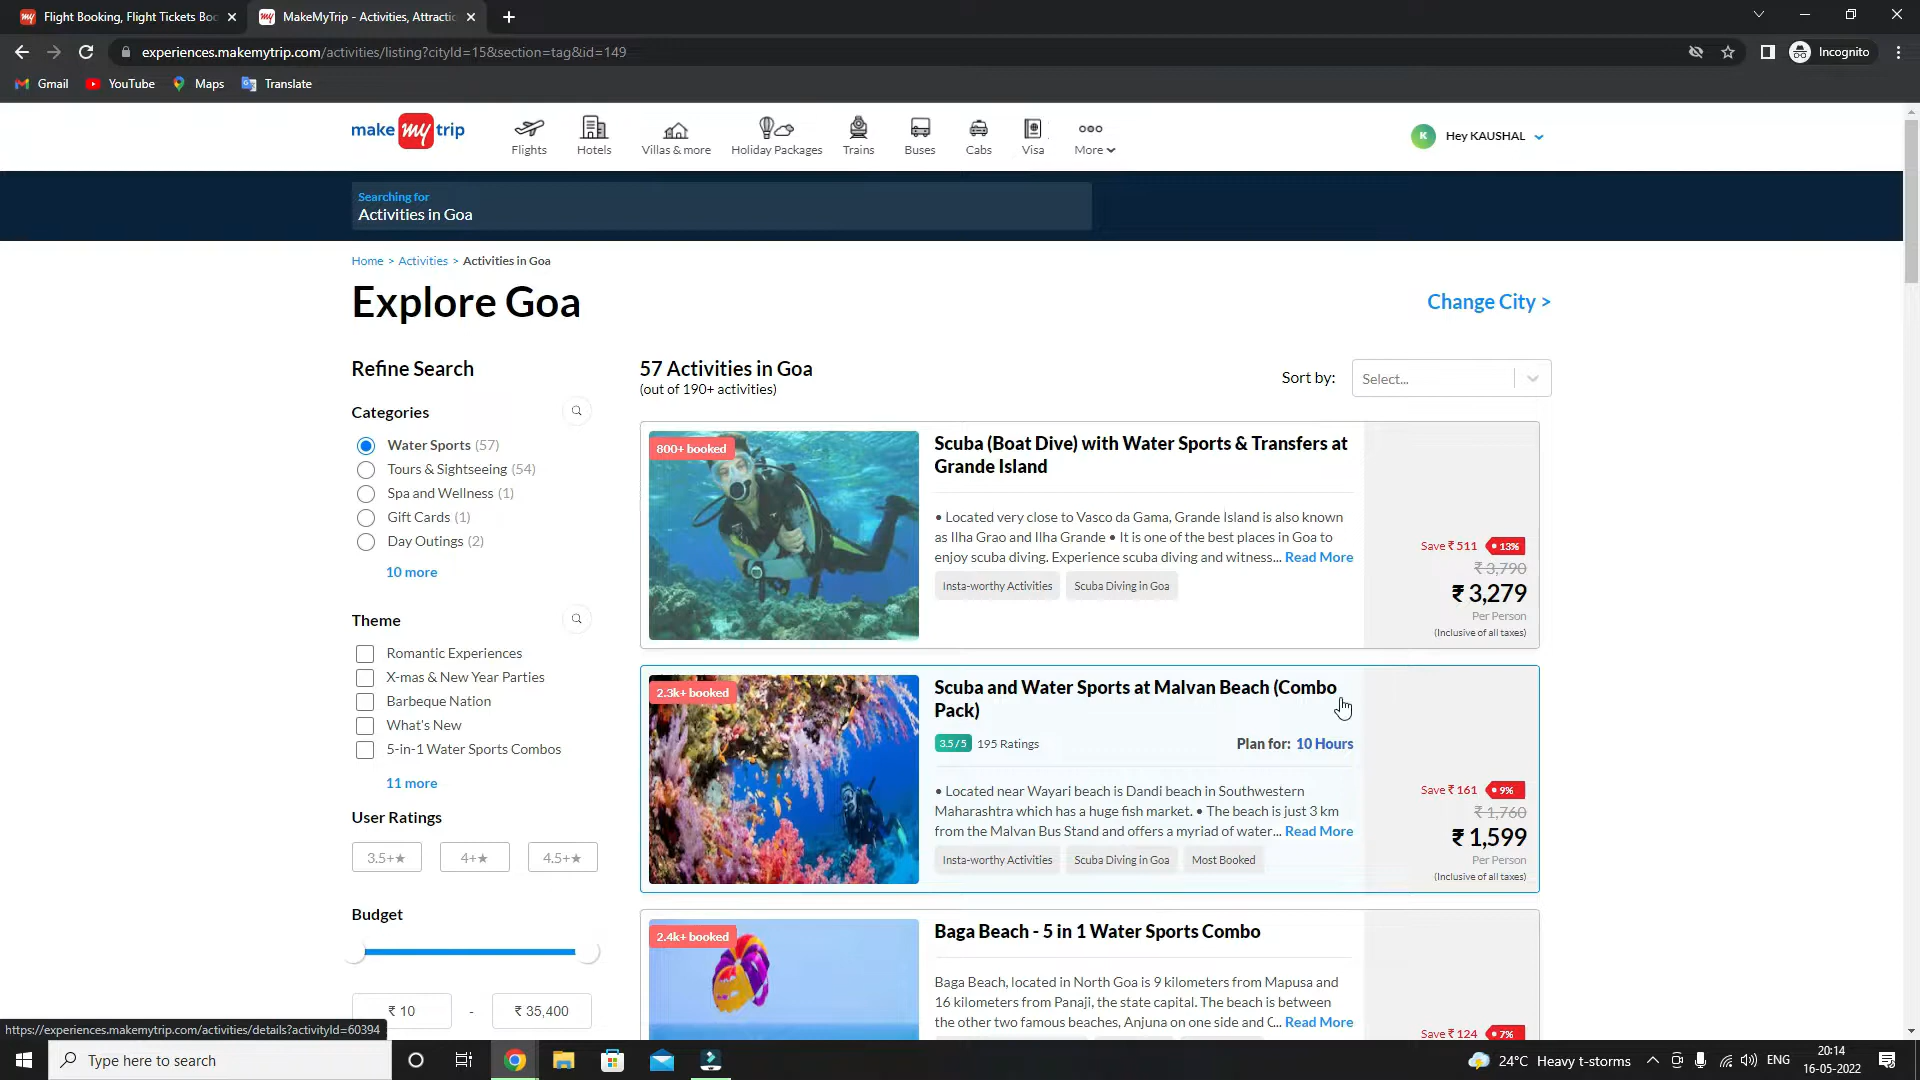 Flight Booking, Flight Tickets Boo
MakeMyTrip - Activities, Attractic
experiences.makemytrip.com/activities/listing?cityId=15&section=tag&id=149
Incognito
Gmail
YouTube
Maps
Translate
make my trip
Flights
Hotels
Villas & more
Holiday Packages
Trains
Buses
Cabs
Visa
More
K
Hey KAUSHAL
Searching for
Activities in Goa
Home > Activities > Activities in Goa
Explore Goa
Change City >
Refine Search
57 Activities in Goa
(out of 190+ activities)
Sort by:
Select...
Categories
Water Sports (57)
Tours & Sightseeing (54)
Spa and Wellness (1)
Gift Cards (1)
Day Outings (2)
10 more
Theme
Romantic Experiences
X-mas & New Year Parties
Barbeque Nation
What's New
5-in-1 Water Sports Combos
11 more
User Ratings
3.5+★
4+★
4.5+★
Budget
₹ 10
-
₹ 35,400
800+ booked
Scuba (Boat Dive) with Water Sports & Transfers at
Grande Island
• Located very close to Vasco da Gama, Grande Island is also known
as Ilha Grao and Ilha Grande • It is one of the best places in Goa to
enjoy scuba diving. Experience scuba diving and witness... Read More
Insta-worthy Activities
Scuba Diving in Goa
Save ₹ 511
13%
₹ 3,790
₹ 3,279
Per Person
(Inclusive of all taxes)
2.3k+ booked
Scuba and Water Sports at Malvan Beach (Combo
Pack)
3.5 / 5
195 Ratings
Plan for: 10 Hours
• Located near Wayari beach is Dandi beach in Southwestern
Maharashtra which has a huge fish market. • The beach is just 3 km
from the Malvan Bus Stand and offers a myriad of water... Read More
Insta-worthy Activities
Scuba Diving in Goa
Most Booked
Save ₹ 161
9%
₹ 1,760
₹ 1,599
Per Person
(Inclusive of all taxes)
2.4k+ booked
Baga Beach - 5 in 1 Water Sports Combo
Baga Beach, located in North Goa is 9 kilometers from Mapusa and
16 kilometers from Panaji, the state capital. The beach is between
the other two famous beaches, Anjuna on one side and C... Read More
Save ₹ 124
7%
https://experiences.makemytrip.com/activities/details?activityId=60394
Type here to search
24°C Heavy t-storms
ENG
20:14
16-05-2022